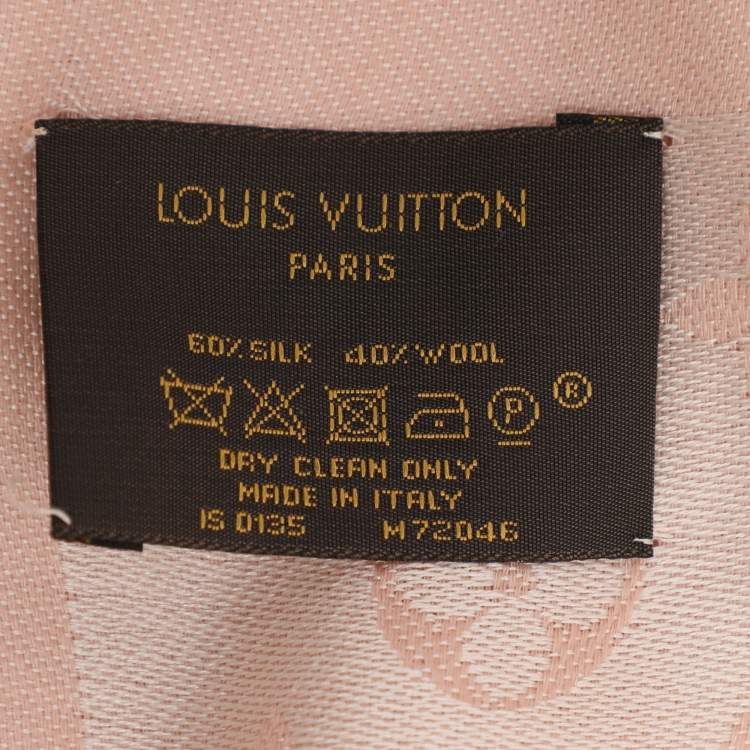 LOUIS VUITTON
PARIS
60% SILK 40% WOOL
P ®
DRY CLEAN ONLY
MADE IN ITALY
IS 0135 M72046